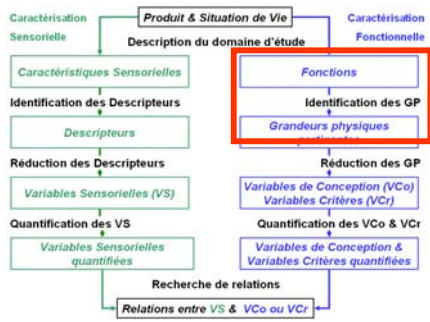 Caractérisation Sensorielle
Produit & Situation de Vie
Caractérisation Fonctionnelle
Description du domaine d'étude
Caractéristiques Sensorielles
Fonctions
Identification des Descripteurs
Identification des GP
Descripteurs
Grandeurs physiques
pertinentes
Réduction des Descripteurs
Réduction des GP
Variables Sensorielles (VS)
Variables de Conception (VCo)
Variables Critères (VCr)
Quantification des VS
Quantification des VCo & VCr
Variables Sensorielles
quantifiées
Variables de Conception &
Variables Critères quantifiées
Recherche de relations
Relations entre VS & VCo ou VCr